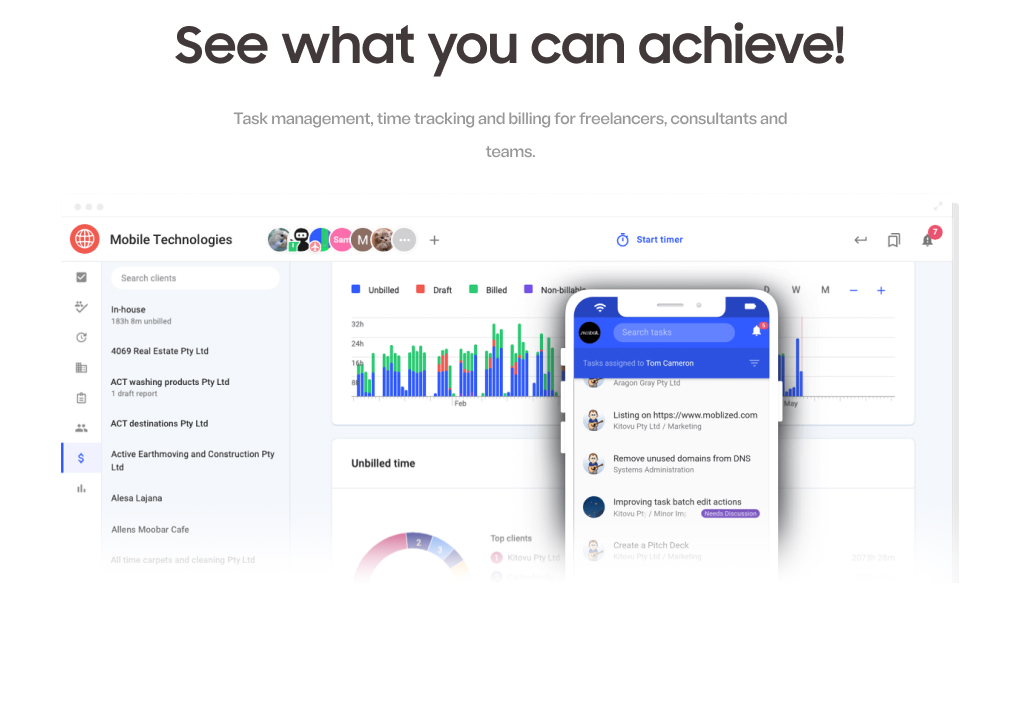 See what you can achieve!
Task management, time tracking and billing for freelancers, consultants and
teams.
Mobile Technologies
Sam
M
Start timer
7
Search clients
In-house
183h 8m unbilled
4069 Real Estate Pty Ltd
ACT washing products Pty Ltd
1 draft report
ACT destinations Pty Ltd
Active Earthmoving and Construction Pty
Ltd
Alesa Lajana
Allens Moobar Cafe
All time carpets and cleaning Pty Ltd
Unbilled
Draft
Billed
Non-billable
D
W
M
32h
24h
16h
8h
Feb
May
Unbilled time
2
3
Top clients
1 Kitovu Pty Ltd
Search tasks
5
Tasks assigned to Tom Cameron
Aragon Gray Pty Ltd
Listing on https://www.moblized.com
Kitovu Pty Ltd / Marketing
Remove unused domains from DNS
Systems Administration
Improving task batch edit actions
Kitovu Pt / Minor Im
Needs Discussion
Create a Pitch Deck
Kitovu Pty Ltd / Marketing